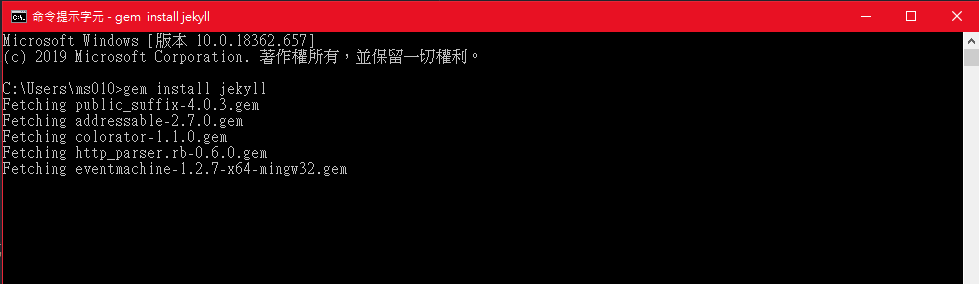 命令提示字元 - gem  install jekyll
Microsoft Windows [版本 10.0.18362.657]
(c) 2019 Microsoft Corporation. 著作權所有，並保留一切權利。
C:\Users\ms010>gem install jekyll
Fetching public_suffix-4.0.3.gem
Fetching addressable-2.7.0.gem
Fetching colorator-1.1.0.gem
Fetching http_parser.rb-0.6.0.gem
Fetching eventmachine-1.2.7-x64-mingw32.gem